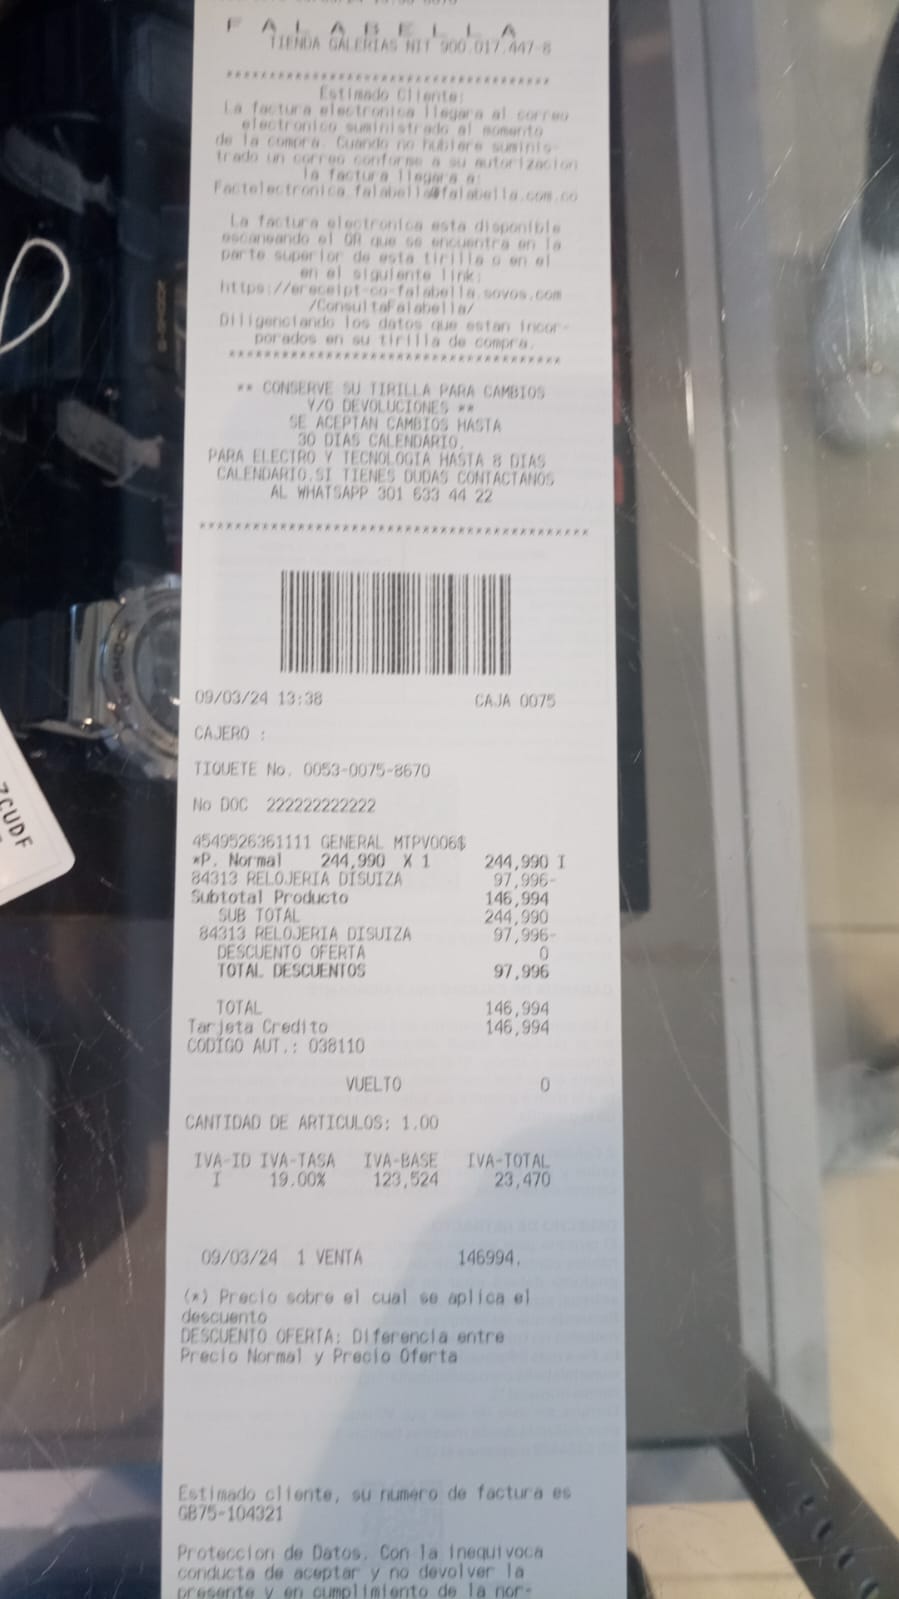 F A L A B E L L A
TIENDA GALERIAS NIT 900.017.447-8
***********************************
Estimado Cliente:
La factura electronica llegara al correo
electronico suministrado al momento
de la compra. Cuando no hubiere suminis-
trado un correo conforme a su autorizacion
la factura llegara a:
Factelectronica_falabella@falabella.com.co
La factura electronica esta disponible
escaneando el QR que se encuentra en la
parte superior de esta tirilla o en el
en el siguiente link:
https://ereceipt-co-falabella.sovos.com
/ConsultaFalabella/
Diligenciando los datos que estan incor-
porados en su tirilla de compra.
***********************************
** CONSERVE SU TIRILLA PARA CAMBIOS
Y/O DEVOLUCIONES **
SE ACEPTAN CAMBIOS HASTA
30 DIAS CALENDARIO.
PARA ELECTRO Y TECNOLOGIA HASTA 8 DIAS
CALENDARIO.SI TIENES DUDAS CONTACTANOS
AL WHATSAPP 301 633 44 22
*****************************************
09/03/24 13:38 CAJA 0075
CAJERO :
TIQUETE No. 0053-0075-8670
No DOC 222222222222
4549526361111 GENERAL MTPV006$
*P. Normal 244,990 X 1 244,990 I
84313 RELOJERIA DISUIZA 97,996-
Subtotal Producto 146,994
SUB TOTAL 244,990
84313 RELOJERIA DISUIZA 97,996-
DESCUENTO OFERTA 0
TOTAL DESCUENTOS 97,996
TOTAL 146,994
Tarjeta Credito 146,994
CODIGO AUT.: 038110
VUELTO 0
CANTIDAD DE ARTICULOS: 1.00
IVA-ID IVA-TASA IVA-BASE IVA-TOTAL
I 19.00% 123,524 23,470
09/03/24 1 VENTA 146994.
(*) Precio sobre el cual se aplica el
descuento
DESCUENTO OFERTA: Diferencia entre
Precio Normal y Precio Oferta
Estimado cliente, su numero de factura es
GB75-104321
Proteccion de Datos. Con la inequivoca
conducta de aceptar y no devolver la
presente y en cumplimiento de la nor-
G-SHOCK
7CUDF